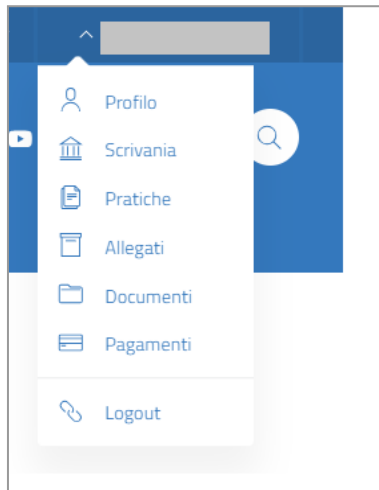 Profilo
Scrivania
Pratiche
Allegati
Documenti
Pagamenti
Logout